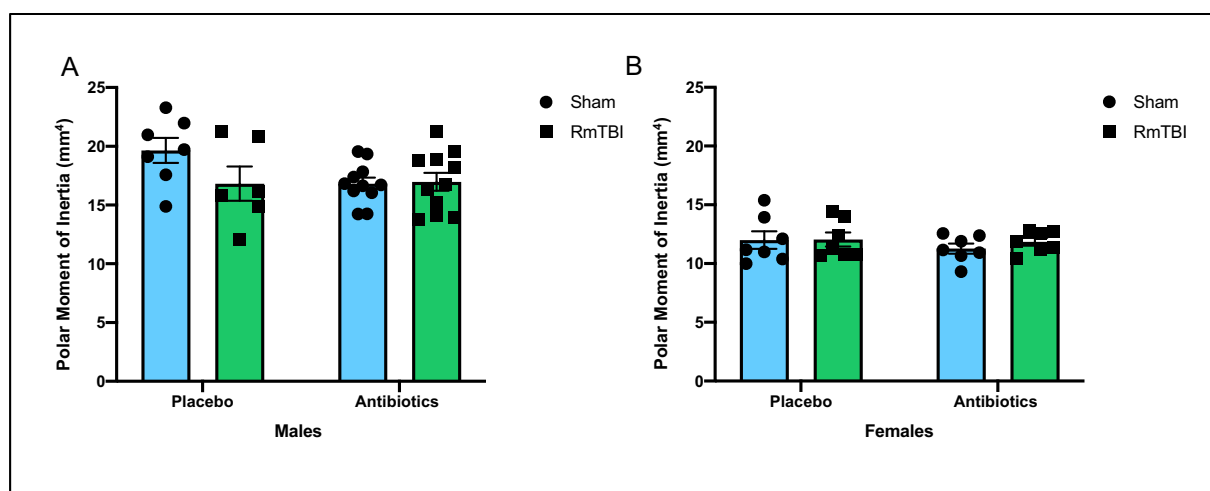 A
Polar Moment of Inertia (mm⁴)
25
20
15
10
5
0
Sham
RmTBI
Placebo
Antibiotics
Males
B
Polar Moment of Inertia (mm⁴)
25
20
15
10
5
0
Sham
RmTBI
Placebo
Antibiotics
Females